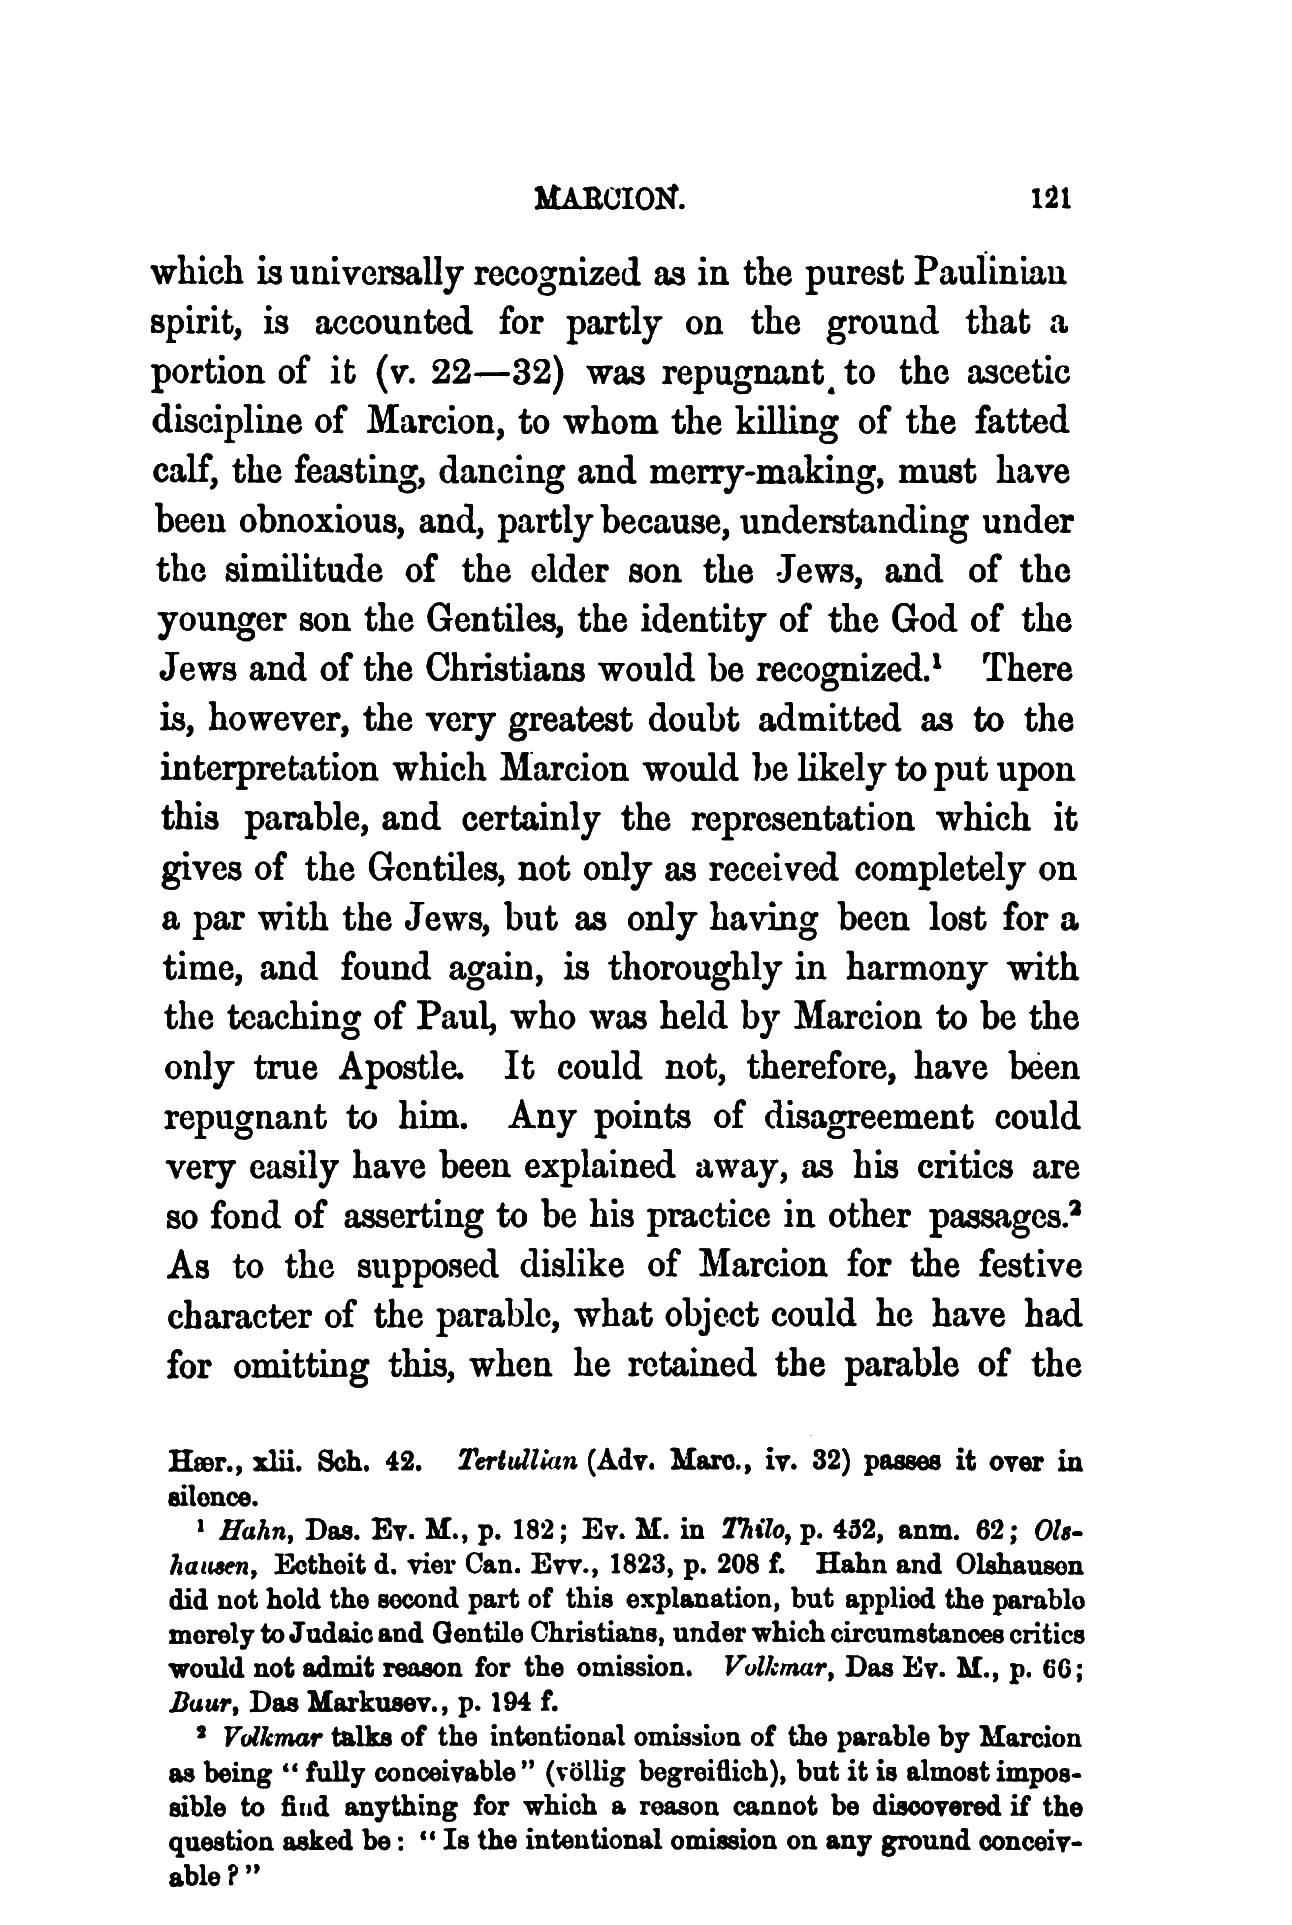 MARCION. 121
which is universally recognized as in the purest Paulinian
spirit, is accounted for partly on the ground that a
portion of it (v. 22—32) was repugnant to the ascetic
discipline of Marcion, to whom the killing of the fatted
calf, the feasting, dancing and merry-making, must have
been obnoxious, and, partly because, understanding under
the similitude of the elder son the Jews, and of the
younger son the Gentiles, the identity of the God of the
Jews and of the Christians would be recognized.¹ There
is, however, the very greatest doubt admitted as to the
interpretation which Marcion would be likely to put upon
this parable, and certainly the representation which it
gives of the Gentiles, not only as received completely on
a par with the Jews, but as only having been lost for a
time, and found again, is thoroughly in harmony with
the teaching of Paul, who was held by Marcion to be the
only true Apostle. It could not, therefore, have been
repugnant to him. Any points of disagreement could
very easily have been explained away, as his critics are
so fond of asserting to be his practice in other passages.²
As to the supposed dislike of Marcion for the festive
character of the parable, what object could he have had
for omitting this, when he retained the parable of the
Hær., xlii. Sch. 42. Tertullian (Adv. Marc., iv. 32) passes it over in
silence.
¹ Hahn, Das. Ev. M., p. 182; Ev. M. in Thilo, p. 452, anm. 62; Ols-
hausen, Ectheit d. vier Can. Evv., 1823, p. 208 f. Hahn and Olshausen
did not hold the second part of this explanation, but applied the parable
merely to Judaic and Gentile Christians, under which circumstances critics
would not admit reason for the omission. Volkmar, Das Ev. M., p. 66;
Baur, Das Markusev., p. 194 f.
² Volkmar talks of the intentional omission of the parable by Marcion
as being “fully conceivable” (völlig begreiflich), but it is almost impos-
sible to find anything for which a reason cannot be discovered if the
question asked be: “Is the intentional omission on any ground conceiv-
able?”